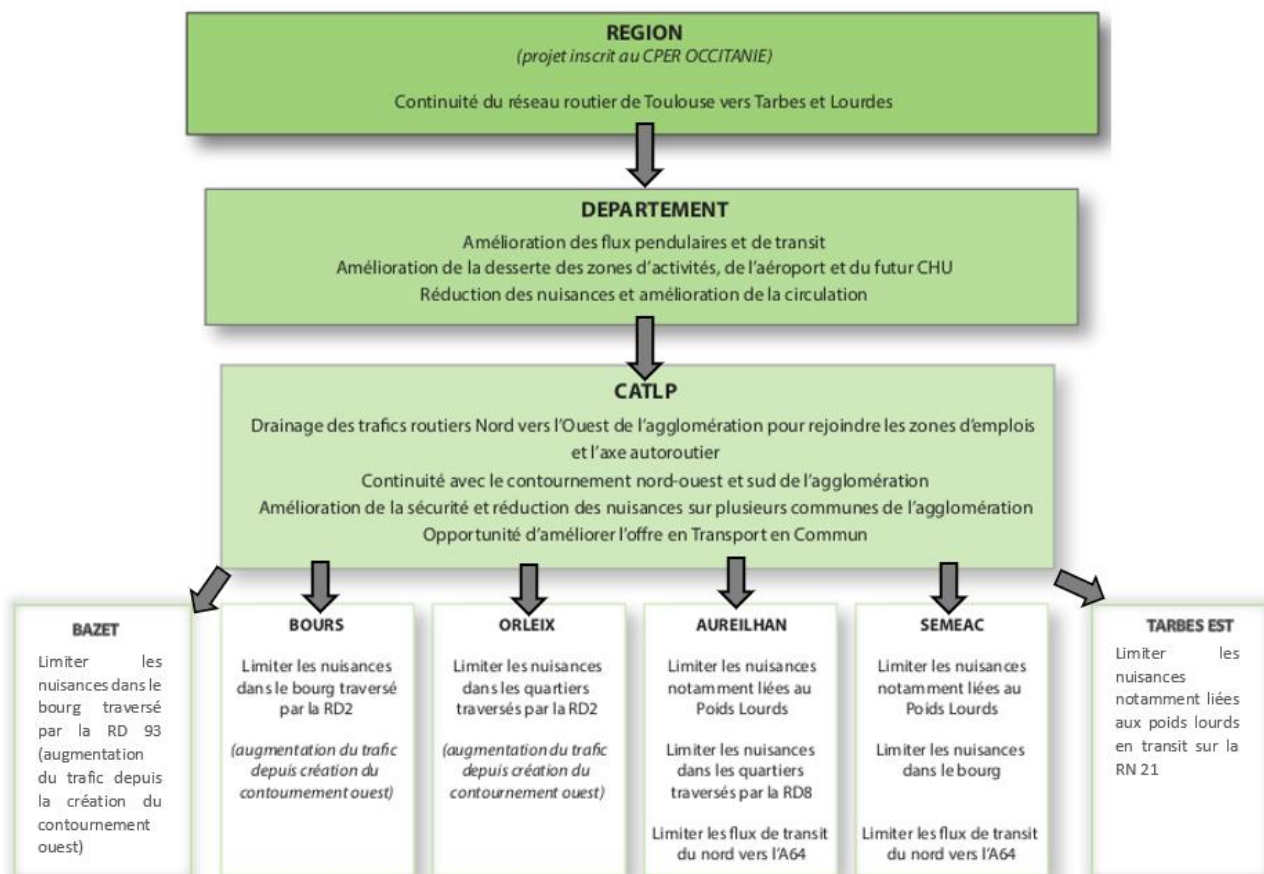 REGION
(projet inscrit au CPER OCCITANIE)
Continuité du réseau routier de Toulouse vers Tarbes et Lourdes
DEPARTEMENT
Amélioration des flux pendulaires et de transit
Amélioration de la desserte des zones d'activités, de l'aéroport et du futur CHU
Réduction des nuisances et amélioration de la circulation
CATLP
Drainage des trafics routiers Nord vers l'Ouest de l'agglomération pour rejoindre les zones d'emplois
et l'axe autoroutier
Continuité avec le contournement nord-ouest et sud de l'agglomération
Amélioration de la sécurité et réduction des nuisances sur plusieurs communes de l'agglomération
Opportunité d'améliorer l'offre en Transport en Commun
BAZET
Limiter les
nuisances dans le
bourg traversé
par la RD 93
(augmentation
du trafic depuis
la création du
contournement
ouest)
BOURS
Limiter les nuisances
dans le bourg traversé
par la RD2
(augmentation du trafic
depuis création du
contournement ouest)
ORLEIX
Limiter les nuisances
dans les quartiers
traversés par la RD2
(augmentation du trafic
depuis création du
contournement ouest)
AUREILHAN
Limiter les nuisances
notamment liées au
Poids Lourds
Limiter les nuisances
dans les quartiers
traversés par la RD8
Limiter les flux de transit
du nord vers l'A64
SEMEAC
Limiter les nuisances
notamment liées au
Poids Lourds
Limiter les nuisances
dans le bourg
Limiter les flux de transit
du nord vers l'A64
TARBES EST
Limiter les
nuisances
notamment liées
aux poids lourds
en transit sur la
RN 21